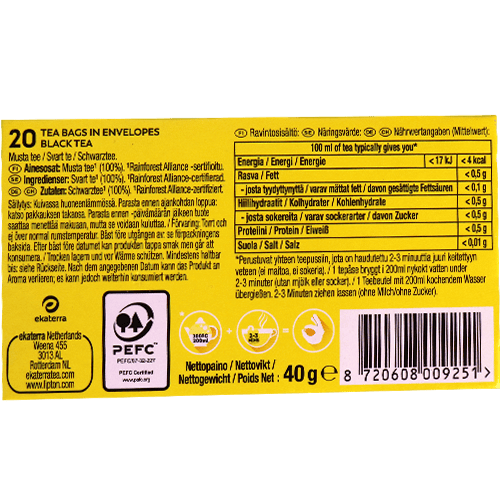 20 TEA BAGS IN ENVELOPES
BLACK TEA
Musta tee / Svart te / Schwarztee.
FI Ainesosat: Musta tee¹ (100%). ¹Rainforest Alliance -sertifioitu.
SE Ingredienser: Svart te¹ (100%). ¹Rainforest Alliance-certifierad.
DE CH Zutaten: Schwarztee¹ (100%). ¹Rainforest Alliance-zertifiziert.
Säilytys: Kuivassa huoneenlämmössä. Parasta ennen ajankohdan loppua:
katso pakkauksen takaosa. Parasta ennen -päivämäärän jälkeen tuote
saattaa menettää makuaan, mutta se voidaan kuitenkin syödä. / Förvaring: Torrt och
ej över normal rumstemperatur. Bäst före utgången av: se förpackningens
baksida. Efter bäst före datumet kan produkten tappa smak men går att
konsumera. / Trocken lagern und vor Wärme schützen. Mindestens haltbar
bis: siehe Rückseite. Nach dem angegebenen Datum kann das Produkt an
Aroma verlieren; es kann jedoch weiterhin konsumiert werden.
FI Ravintosisältö: SE Näringsvärde: DE CH Nährwertangaben (Mittelwert):
100 ml of tea typically gives you*
Energia / Energi / Energie < 17 kJ < 4 kcal
Rasva / Fett < 0,5 g
- josta tyydyttynyttä / varav mättat fett / davon gesättigte Fettsäuren < 0,1 g
Hiilihydraatit / Kolhydrater / Kohlenhydrate < 0,5 g
- josta sokereita / varav sockerarter / davon Zucker < 0,5 g
Proteiini / Protein / Eiweiß < 0,5 g
Suola / Salt / Salz < 0,01 g
*Perustuvat yhteen teepussiin, jota on haudutettu 2-3 minuuttia juuri keitettyyn
veteen (ei maitoa, ei sokeria). / 1 tepåse bryggt i 200ml nykokt vatten under
2-3 minuter (utan mjölk eller socker). / 1 Teebeutel mit 200ml kochendem Wasser
übergießen. 2-3 Minuten ziehen lassen (ohne Milch/ohne Zucker).
ekaterra
ekaterra Netherlands
Weena 455
3013 AL
Rotterdam NL
ekaterratea.com
www.lipton.com
PEFC™
PEFC/07-32-227
PEFC Certified
www.pefc.org
100°C
200ml
2-3
Nettopaino / Nettovikt /
Nettogewicht / Poids Net : 40 g ℮
8 720608 009251 >